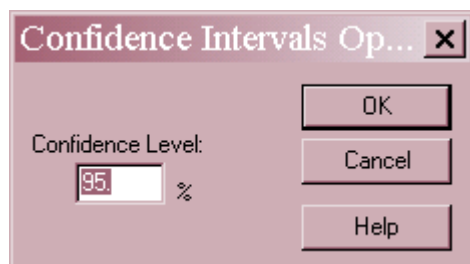 Confidence Intervals Op...
OK
Confidence Level:
95. %
Cancel
Help